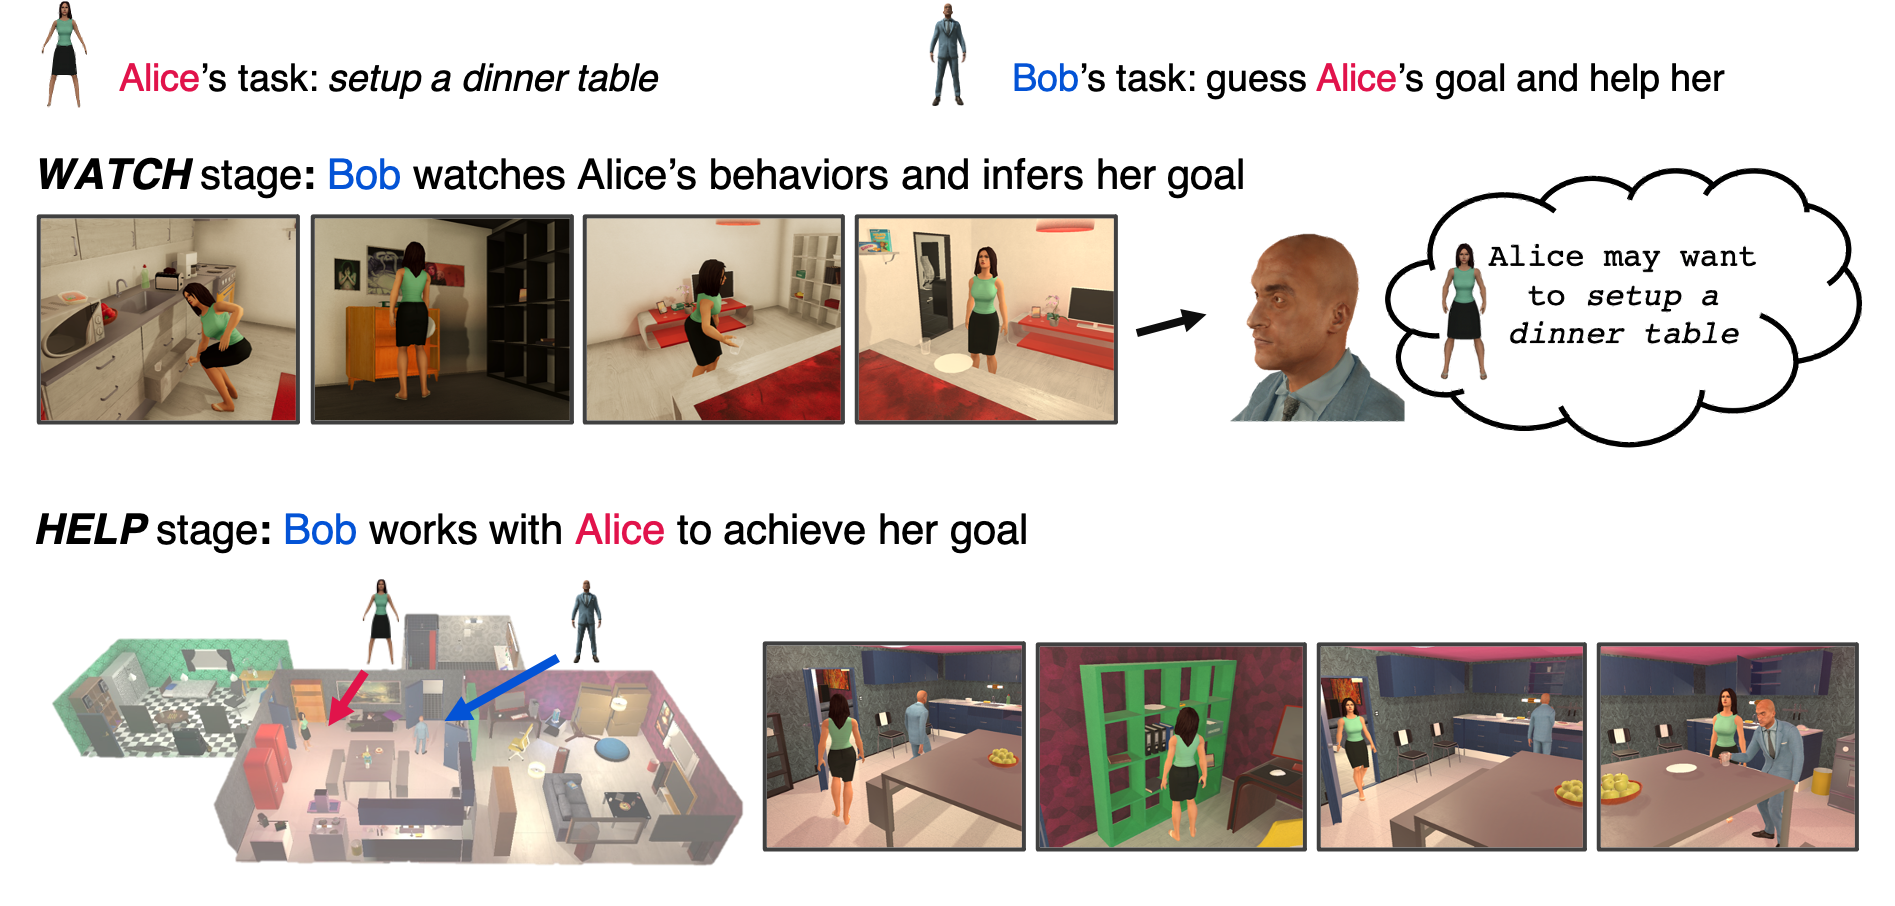 Alice's task: setup a dinner table
Bob's task: guess Alice's goal and help her
WATCH stage: Bob watches Alice's behaviors and infers her goal
Alice may want
to setup a
dinner table
HELP stage: Bob works with Alice to achieve her goal